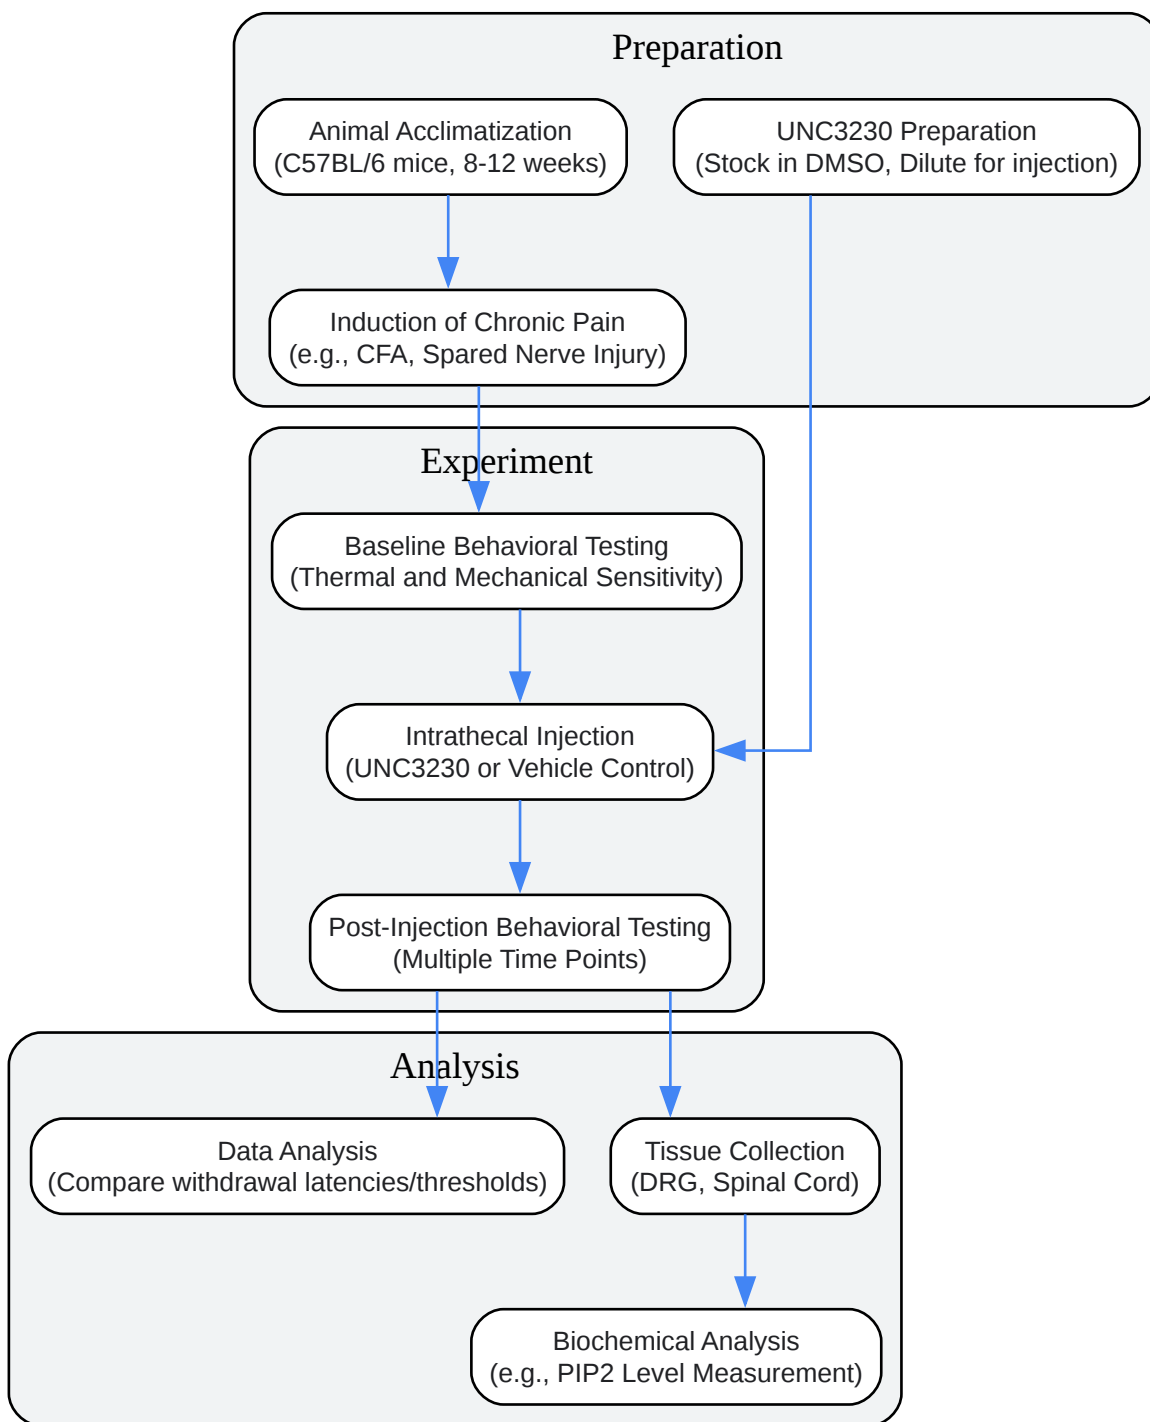 Preparation
Animal Acclimatization
(C57BL/6 mice, 8-12 weeks)
UNC3230 Preparation
(Stock in DMSO, Dilute for injection)
Induction of Chronic Pain
(e.g., CFA, Spared Nerve Injury)
Experiment
Baseline Behavioral Testing
(Thermal and Mechanical Sensitivity)
Intrathecal Injection
(UNC3230 or Vehicle Control)
Post-Injection Behavioral Testing
(Multiple Time Points)
Analysis
Data Analysis
(Compare withdrawal latencies/thresholds)
Tissue Collection
(DRG, Spinal Cord)
Biochemical Analysis
(e.g., PIP2 Level Measurement)